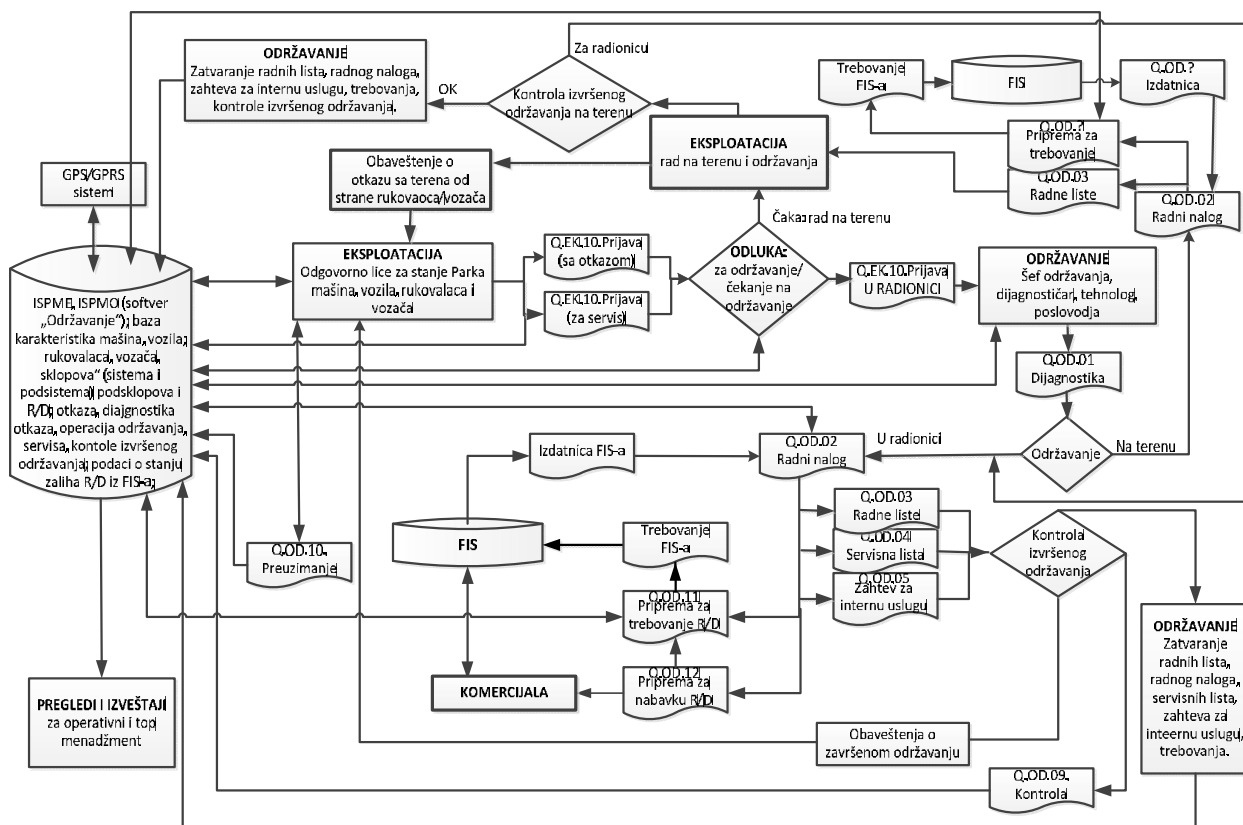 Za radionicu
ODRŽAVANJE
Zatvaranje radnih lista, radnog naloga,
zahteva za internu uslugu, trebovanja,
kontrole izvršenog održavanja.
OK
Kontrola izvršenog
održavanja na terenu
Trebovanje
FIS-a
FIS
Q.OD.?
Izdatnica
EKSPLOATACIJA
rad na terenu i održavanja
Q.OD.?
Priprema za
trebovanje
Q.OD.03
Radne liste
Q.OD.02
Radni nalog
GPS/GPRS
sistem
Obaveštenje o
otkazu sa terena od
strane rukovaoca/vozača
Čeka: rad na terenu
EKSPLOATACIJA
Odgovorno lice za stanje Parka
mašina, vozila, rukovalaca i
vozača
Q.EK.10.Prijava
(sa otkazom)
Q.EK.10.Prijava
(za servis)
ODLUKA:
za održavanje/
čekanje na
održavanje
Q.EK.10.Prijava
U RADIONICI
ODRŽAVANJE
Šef održavanja,
dijagnostičar, tehnolog,
poslovodja
ISPME, ISPMO (softver
„Održavanje“); baza
karakteristika mašina, vozila,
rukovalaca, vozača,
sklopova“ (sistema i
podsistema) podsklopova i
R/D; otkaza, diajgnostika
otkaza, operacija održavanja,
servisa, kontole izvršenog
održavanja; podaci o stanju
zaliha R/D iz FIS-a;
Q.OD.01
Dijagnostika
Održavanje
U radionici
Na terenu
Izdatnica FIS-a
Q.OD.02
Radni nalog
Q.OD.03
Radne liste
Q.OD.04
Servisna lista
Q.OD.05
Zahtev za
internu uslugu
Kontrola
izvršenog
održavanja
FIS
Trebovanje
FIS-a
Q.OD.10.
Preuzimanje
Q.OD.11
Priprema za
trebovanje R/D
Q.OD.12
Priprema za
nabavku R/D
KOMERCIJALA
ODRŽAVANJE
Zatvaranje
radnih lista,
radnog naloga,
servisnih lista,
zahteva za
inteernu uslugu,
trebovanja.
PREGLEDI I IZVEŠTAJI
za operativni i top
menadžment
Obaveštenja o
završenom održavanju
Q.OD.09.
Kontrola